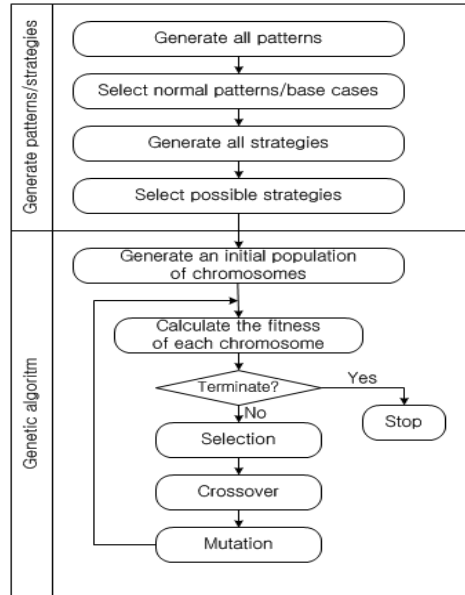 Generate patterns/strategies
Generate all patterns
Select normal patterns/base cases
Generate all strategies
Select possible strategies
Genetic algoritm
Generate an initial population
of chromosomes
Calculate the fitness
of each chromosome
Terminate?
Yes
No
Stop
Selection
Crossover
Mutation